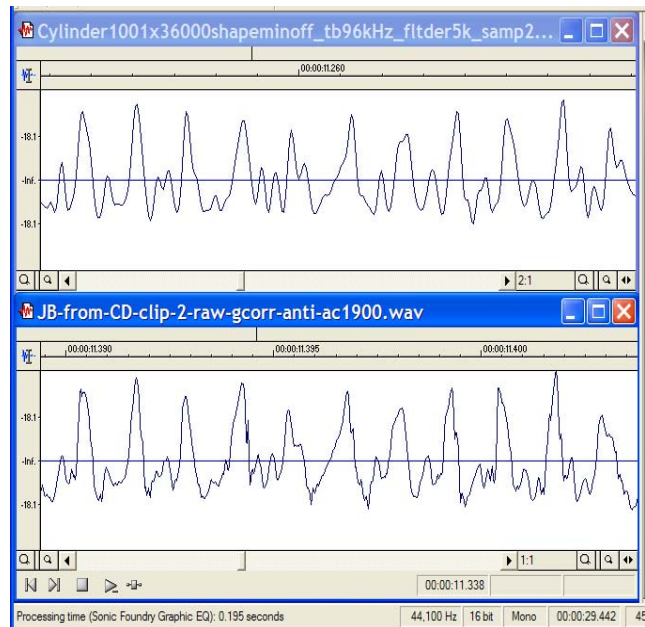 Cylinder1001x36000shapeminoff_tb96kHz_fltder5k_samp2...
00:00:11.260
-18.1
-Inf.
-18.1
2:1
JB-from-CD-clip-2-raw-gcorr-anti-ac1900.wav
00:00:11.390 00:00:11.395 00:00:11.400
-18.1
-Inf.
-18.1
1:1
00:00:11.338
Processing time (Sonic Foundry Graphic EQ): 0.195 seconds 44,100 Hz 16 bit Mono 00:00:29.442 45